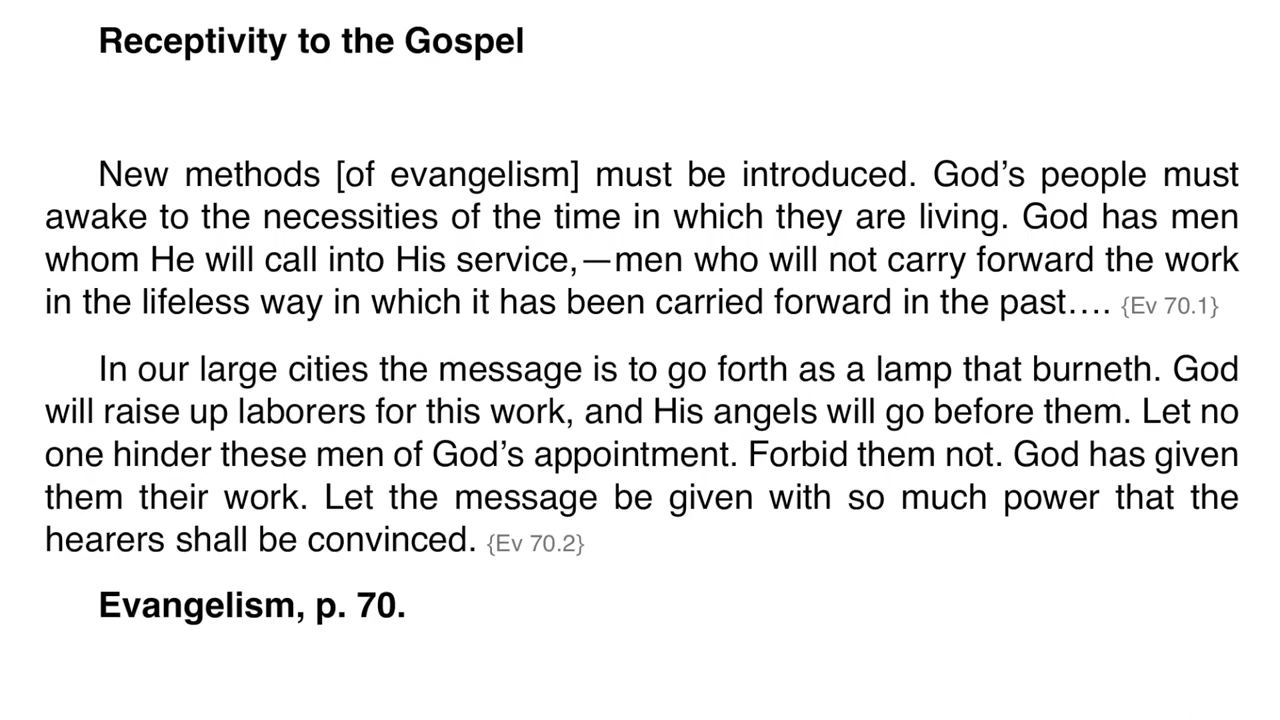 Receptivity to the Gospel
New methods [of evangelism] must be introduced. God’s people must
awake to the necessities of the time in which they are living. God has men
whom He will call into His service,—men who will not carry forward the work
in the lifeless way in which it has been carried forward in the past…. {Ev 70.1}
In our large cities the message is to go forth as a lamp that burneth. God
will raise up laborers for this work, and His angels will go before them. Let no
one hinder these men of God’s appointment. Forbid them not. God has given
them their work. Let the message be given with so much power that the
hearers shall be convinced. {Ev 70.2}
Evangelism, p. 70.